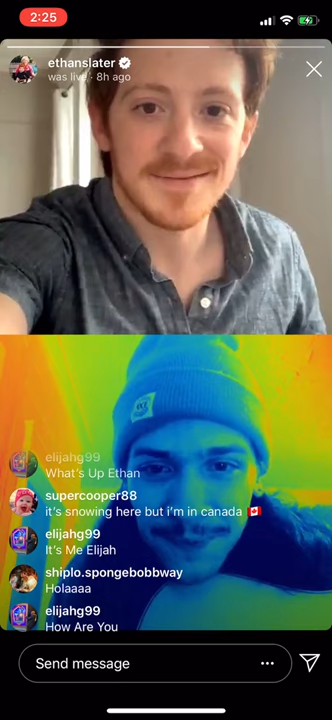 2:25
ethanslater
was live · 8h ago
elijahg99
What's Up Ethan
supercooper88
it's snowing here but i'm in canada 🇨🇦
elijahg99
It's Me Elijah
shiplo.spongebobbway
Holaaaa
elijahg99
How Are You
Send message